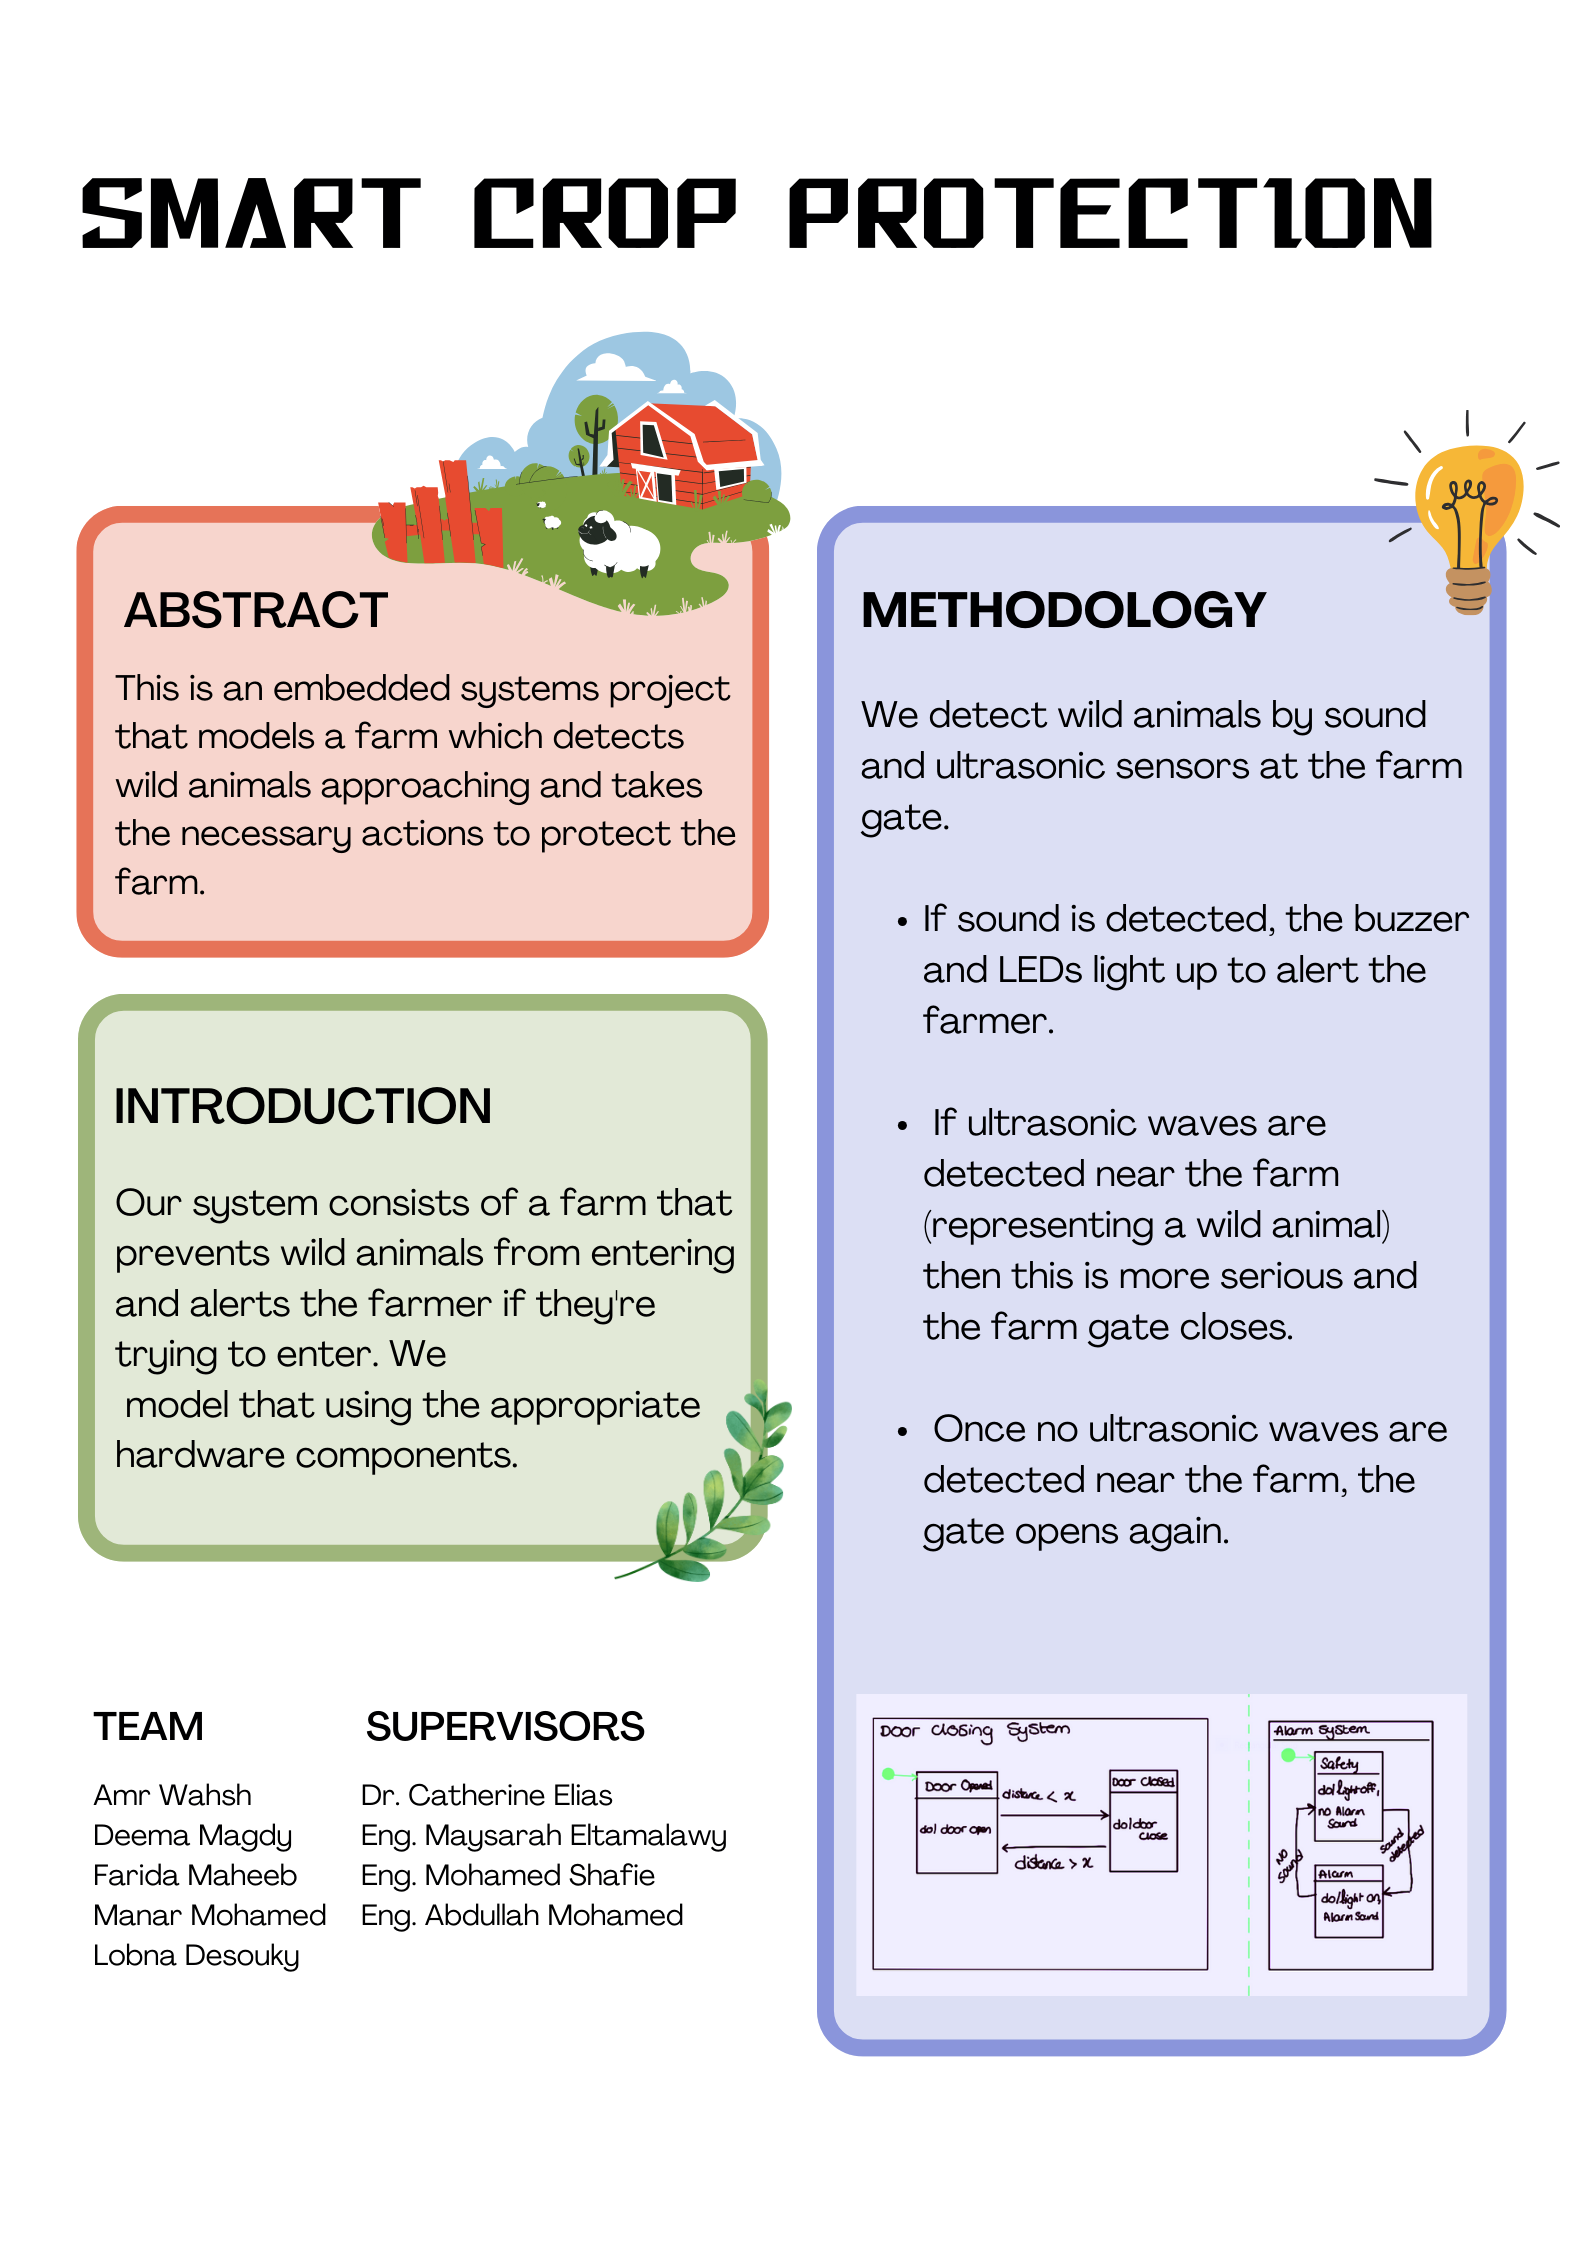 SMART CROP PROTECTION
ABSTRACT
This is an embedded systems project
that models a farm which detects
wild animals approaching and takes
the necessary actions to protect the
farm.
INTRODUCTION
Our system consists of a farm that
prevents wild animals from entering
and alerts the farmer if they're
trying to enter. We
model that using the appropriate
hardware components.
TEAM
Amr Wahsh
Deema Magdy
Farida Maheeb
Manar Mohamed
Lobna Desouky
SUPERVISORS
Dr. Catherine Elias
Eng. Maysarah Eltamalawy
Eng. Mohamed Shafie
Eng. Abdullah Mohamed
METHODOLOGY
We detect wild animals by sound
and ultrasonic sensors at the farm
gate.
• If sound is detected, the buzzer
and LEDs light up to alert the
farmer.
• If ultrasonic waves are
detected near the farm
(representing a wild animal)
then this is more serious and
the farm gate closes.
• Once no ultrasonic waves are
detected near the farm, the
gate opens again.
Door Closing System
Door Opened
do/ door open
distance < x
distance > x
Door Closed
do/door
close
Alarm System
Safety
do/ light off,
no Alarm
Sound
sound
detected
NO
sound
Alarm
do/light on,
Alarm Sound